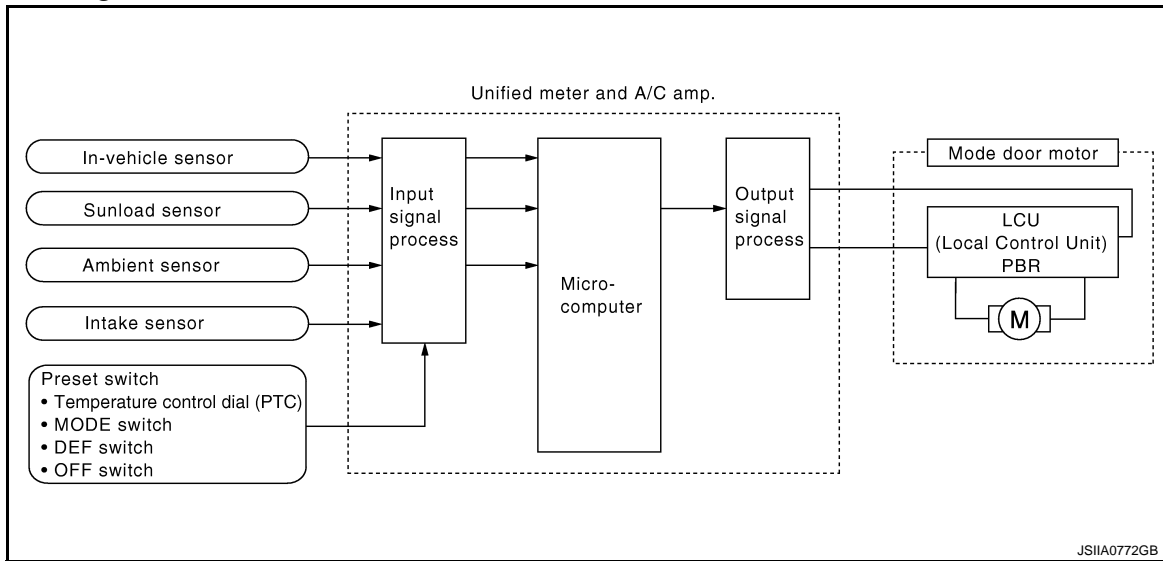 Unified meter and A/C amp.
In-vehicle sensor
Sunload sensor
Ambient sensor
Intake sensor
Preset switch
• Temperature control dial (PTC)
• MODE switch
• DEF switch
• OFF switch
Input
signal
process
Micro-
computer
Output
signal
process
Mode door motor
LCU
(Local Control Unit)
PBR
M
JSIIA0772GB